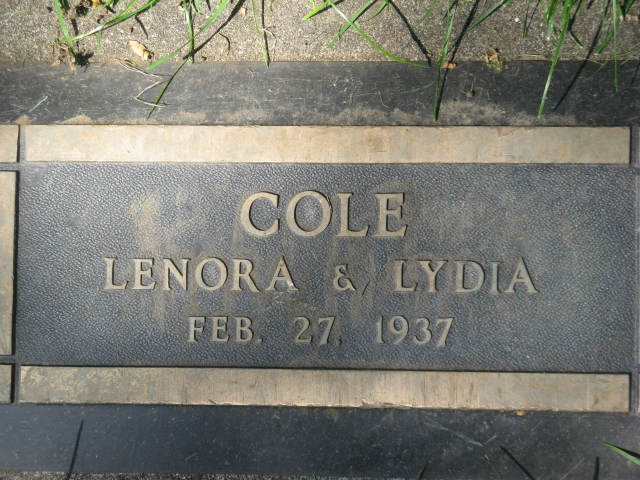 COLE
LENORA & LYDIA
FEB. 27, 1937